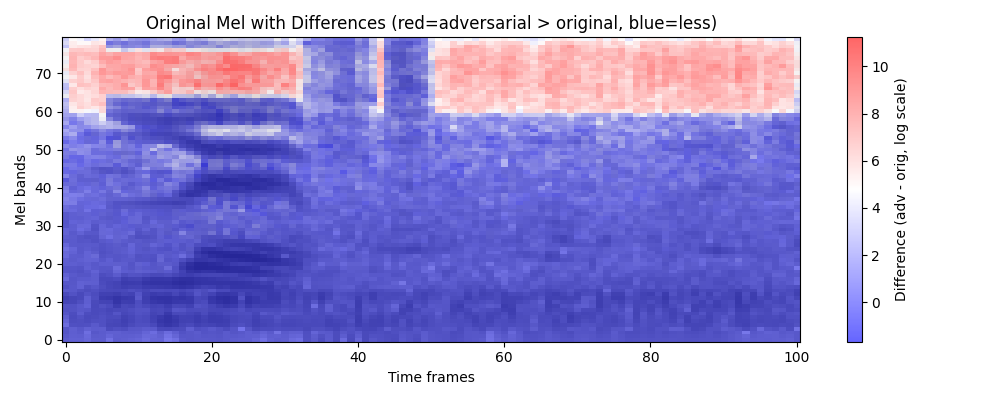 Original Mel with Differences (red=adversarial > original, blue=less)
Mel bands
70
60
50
40
30
20
10
0
0 20 40 60 80 100
Time frames
10
8
6
4
2
0
Difference (adv - orig, log scale)